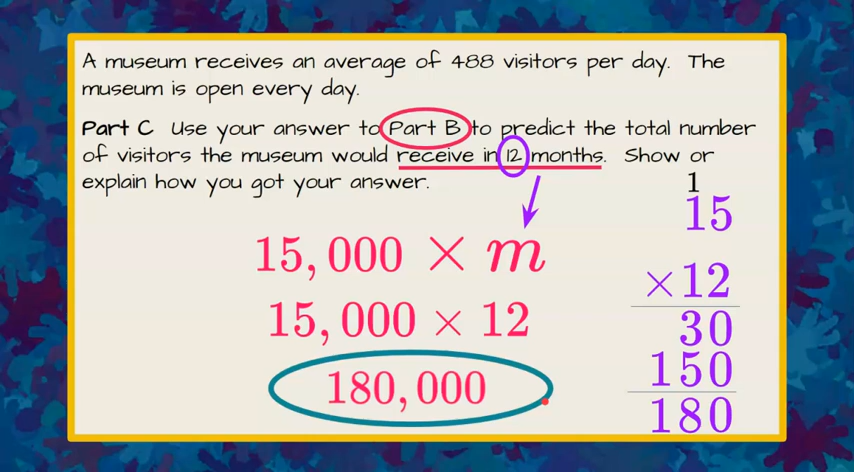 A museum receives an average of 488 visitors per day. The
museum is open every day.
Part C Use your answer to Part B to predict the total number
of visitors the museum would receive in 12 months. Show or
explain how you got your answer.
15,000 × m
15,000 × 12
180,000
1
15
×12
30
150
180